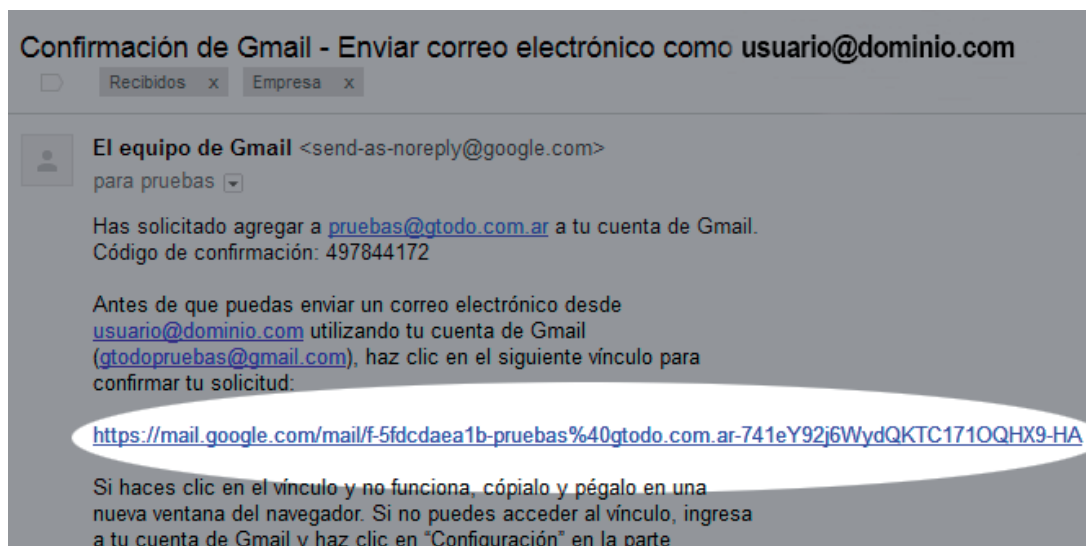 Confirmación de Gmail - Enviar correo electrónico como usuario@dominio.com
Recibidos x Empresa x
El equipo de Gmail <send-as-noreply@google.com>
para pruebas
Has solicitado agregar a pruebas@gtodo.com.ar a tu cuenta de Gmail.
Código de confirmación: 497844172
Antes de que puedas enviar un correo electrónico desde
usuario@dominio.com utilizando tu cuenta de Gmail
(gtodopruebas@gmail.com), haz clic en el siguiente vínculo para
confirmar tu solicitud:
https://mail.google.com/mail/f-5fdcdaea1b-pruebas%40gtodo.com.ar-741eY92j6WydQKTC171OQHX9-HA
Si haces clic en el vínculo y no funciona, cópialo y pégalo en una
nueva ventana del navegador. Si no puedes acceder al vínculo, ingresa
a tu cuenta de Gmail y haz clic en “Configuración” en la parte